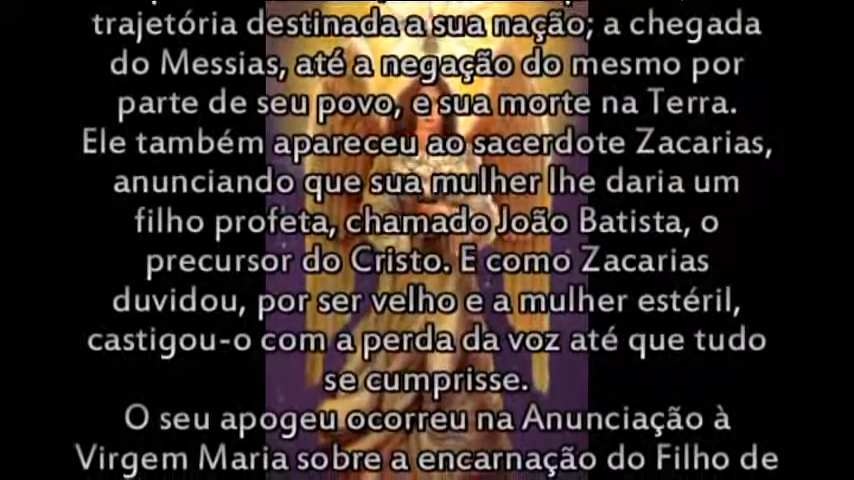 trajetória destinada a sua nação; a chegada
do Messias, até a negação do mesmo por
parte de seu povo, e sua morte na Terra.
Ele também apareceu ao sacerdote Zacarias,
anunciando que sua mulher lhe daria um
filho profeta, chamado João Batista, o
precursor do Cristo. E como Zacarias
duvidou, por ser velho e a mulher estéril,
castigou-o com a perda da voz até que tudo
se cumprisse.
O seu apogeu ocorreu na Anunciação à
Virgem Maria sobre a encarnação do Filho de